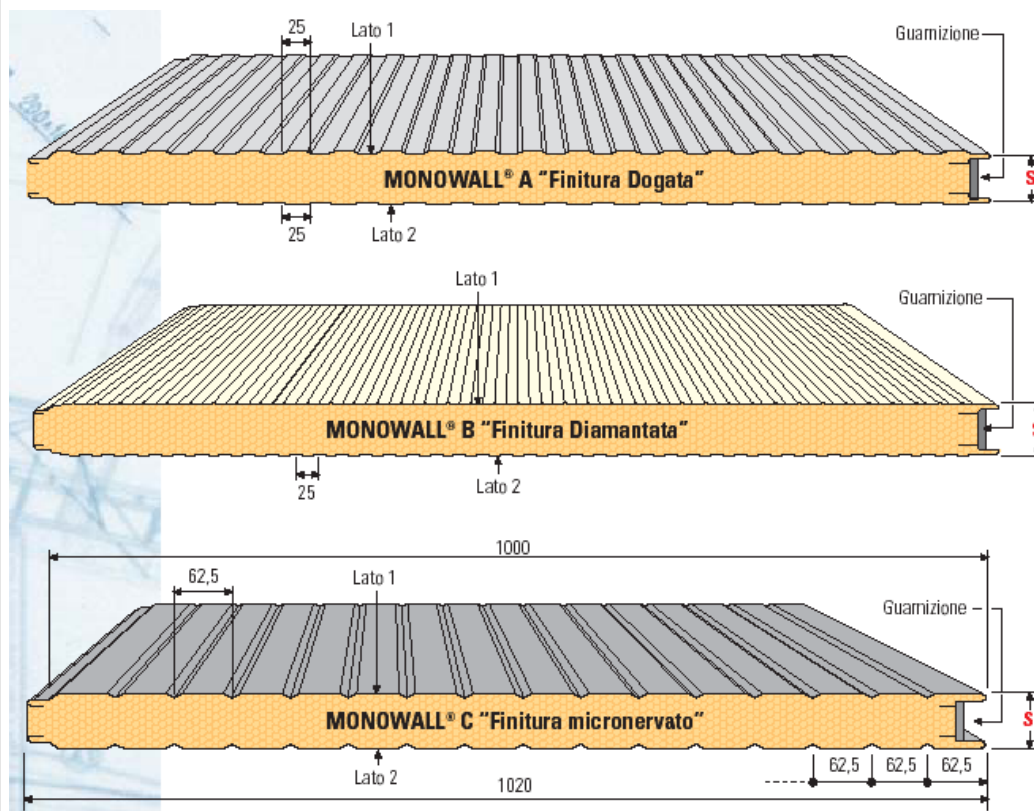 25
Lato 1
Guarnizione
MONOWALL® A "Finitura Dogata"
S
25
Lato 2
Lato 1
Guarnizione
MONOWALL® B "Finitura Diamantata"
S
25
Lato 2
1000
62,5
Lato 1
Guarnizione
MONOWALL® C "Finitura micronervato"
S
Lato 2
62,5
62,5
62,5
1020